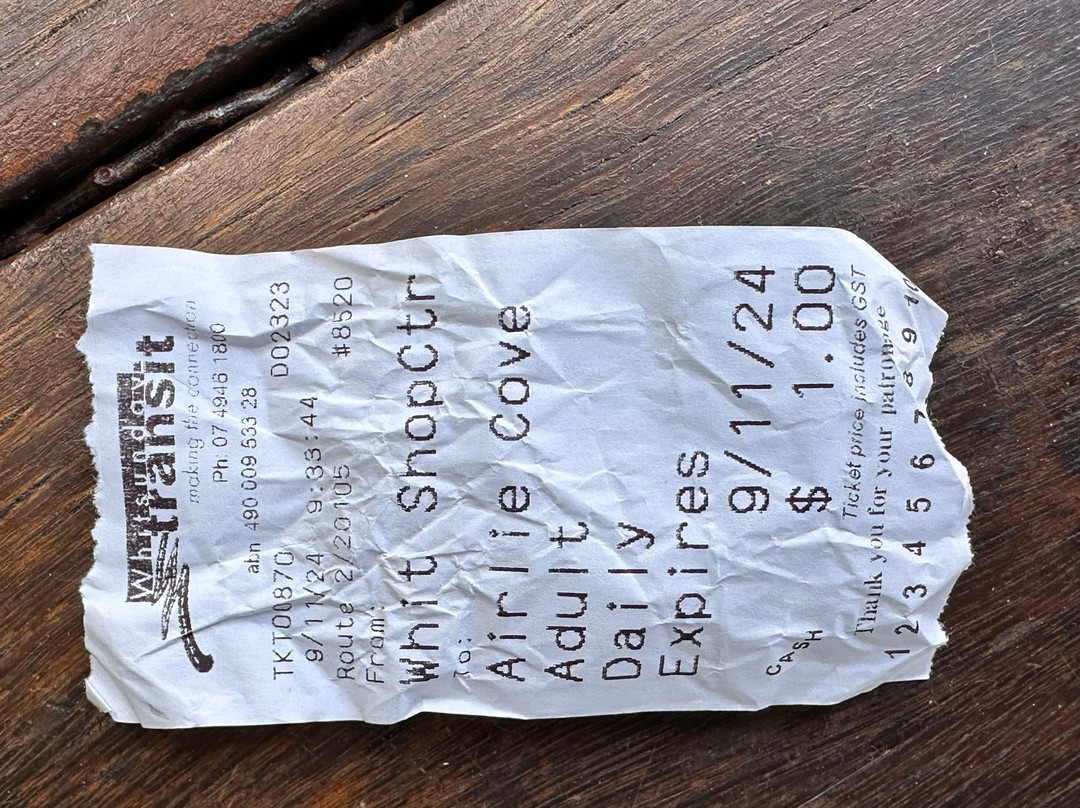 Whitsunday
transit
making the connection
Ph: 07 4946 1800
abn 490 009 533 28
TKT00870 D02323
9/11/24 9:33:44
Route 2/20105 #8520
From:
Whit Shopctr
To:
Airlie cove
Adult
Daily
Expires
9/11/24
CASH $ 1.00
Ticket price includes GST
Thank you for your patronage
1 2 3 4 5 6 7 8 9 10